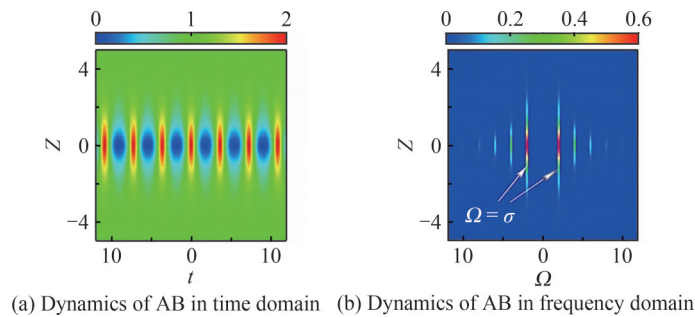 0 1 2
0 0.2 0.4 0.6
4
0
−4
Z
10 0 10
t
4
0
−4
Z
Ω = σ
10 0 10
Ω
(a) Dynamics of AB in time domain
(b) Dynamics of AB in frequency domain